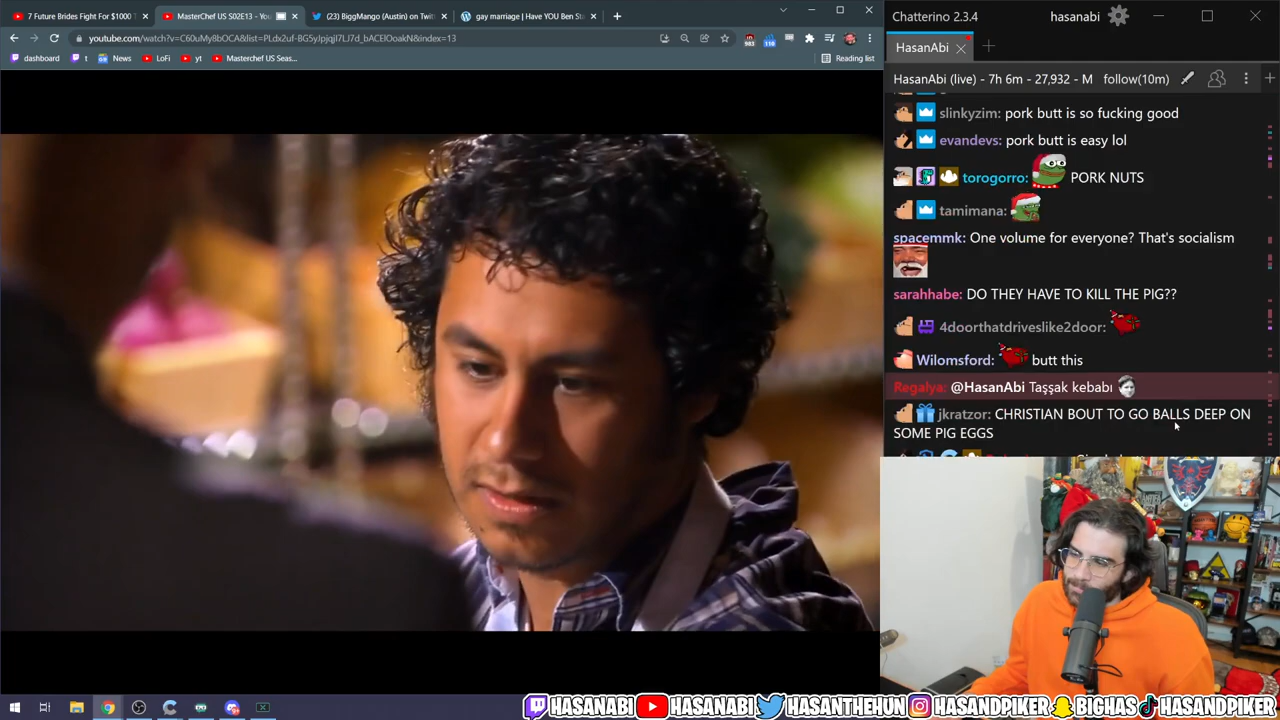 7 Future Brides Fight For $1000 T
MasterChef US S02E13 - You
(23) BiggMango (Austin) on Twit
gay marriage | Have YOU Ben St
youtube.com/watch?v=C60uMy8bOCA&list=PLdx2uf-BG5yJpjqjI7LJ7d_bACElOoakN&index=13
983
110
dashboard
t
News
LoFi
yt
Masterchef US Seas...
Reading list
Chatterino 2.3.4
hasanabi
HasanAbi
HasanAbi (live) - 7h 6m - 27,932 - M
follow(10m)
slinkyzim: pork butt is so fucking good
evandevs: pork butt is easy lol
torogorro: PORK NUTS
tamimana:
spacemmk: One volume for everyone? That's socialism
sarahhabe: DO THEY HAVE TO KILL THE PIG??
4doorthatdriveslike2door:
Wilomsford: butt this
Regalya: @HasanAbi Taşşak kebabı
jkratzor: CHRISTIAN BOUT TO GO BALLS DEEP ON
SOME PIG EGGS
HASANABI
HASANABI
HASANTHEHUN
HASANDPIKER
BIGHAS
HASANDPIKER